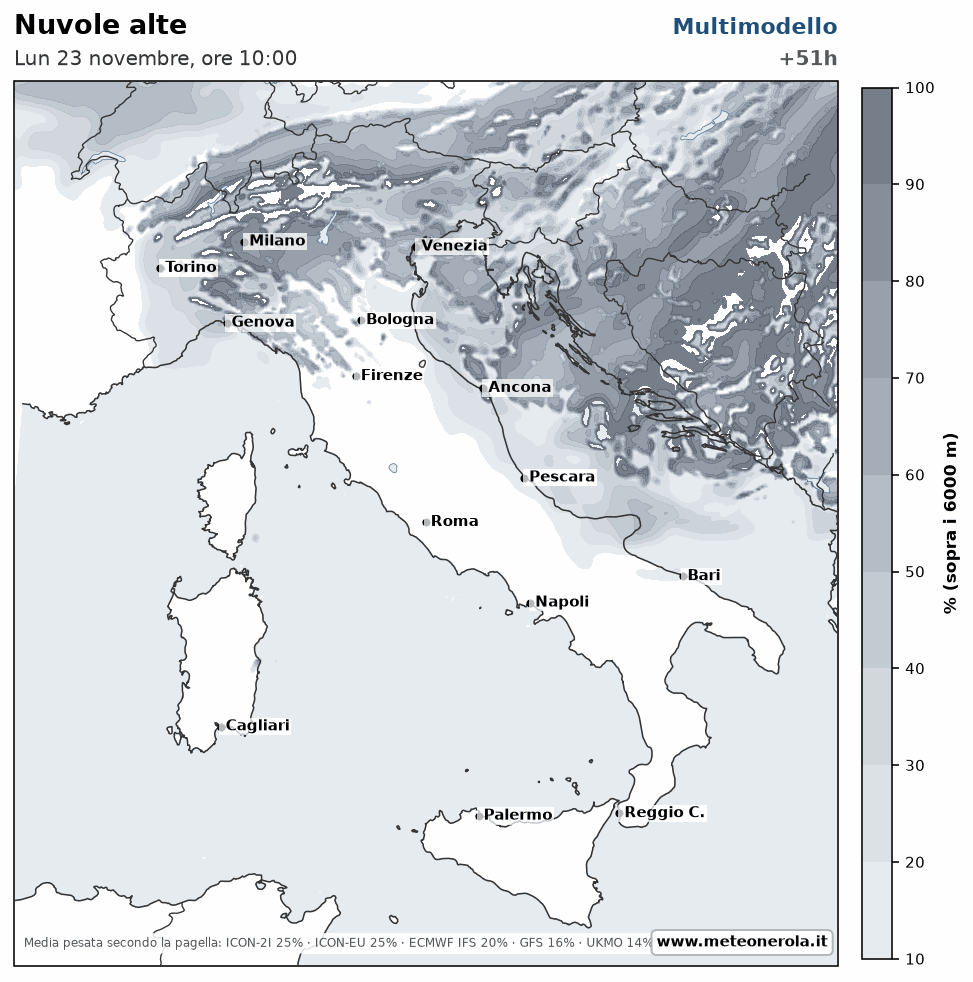 Nuvole alte
Multimodello
Lun 23 novembre, ore 10:00
+51h
100
90
80
70
60
50
40
30
20
10
% (sopra i 6000 m)
Milano
Venezia
Torino
Genova
Bologna
Firenze
Ancona
Pescara
Roma
Bari
Napoli
Cagliari
Palermo
Reggio C.
Media pesata secondo la pagella: ICON-2I 25% · ICON-EU 25% · ECMWF IFS 20% · GFS 16% · UKMO 14%
www.meteonerola.it